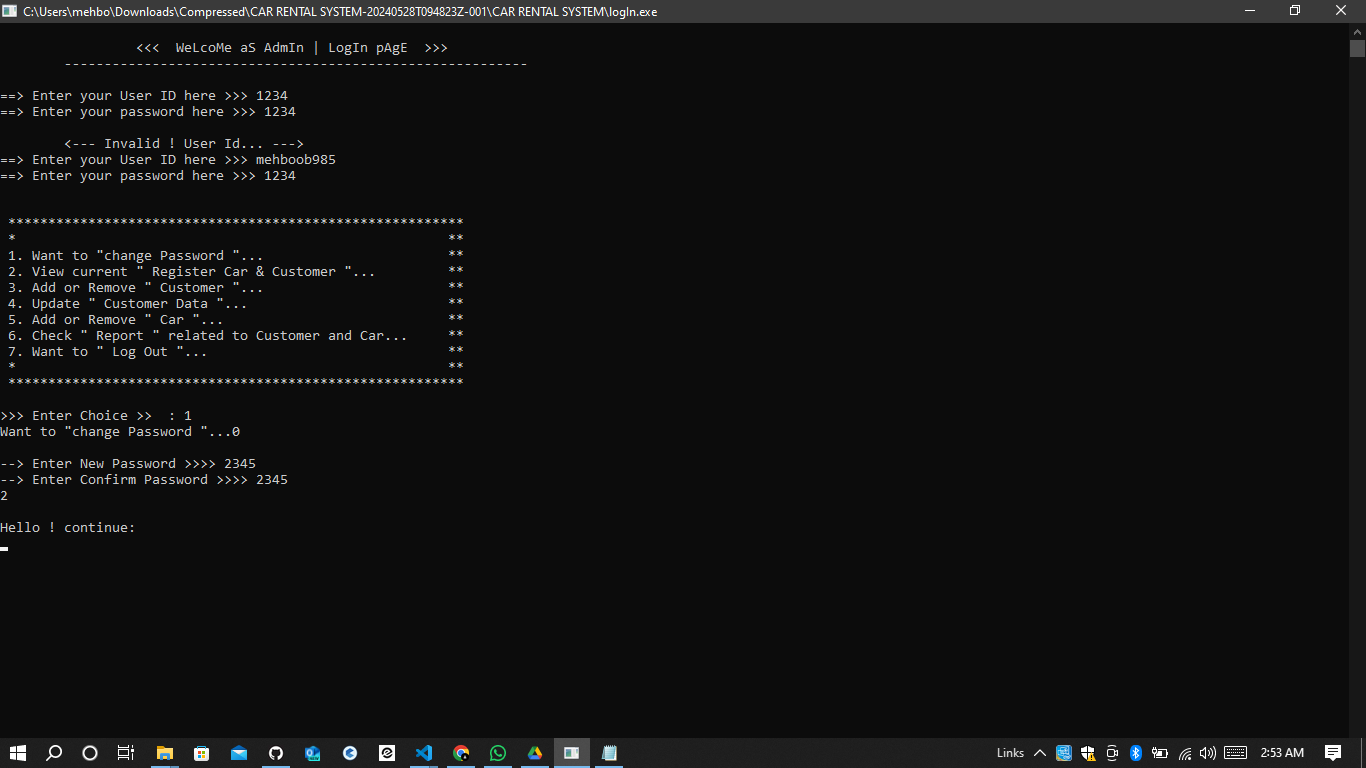 C:\Users\mehbo\Downloads\Compressed\CAR RENTAL SYSTEM-20240528T094823Z-001\CAR RENTAL SYSTEM\logIn.exe
<<<  WeLcoMe aS AdmIn | LogIn pAgE  >>>
----------------------------------------------------------
==> Enter your User ID here >>> 1234
==> Enter your password here >>> 1234
<--- Invalid ! User Id... --->
==> Enter your User ID here >>> mehboob985
==> Enter your password here >>> 1234
*********************************************************
* **
1. Want to "change Password "... **
2. View current " Register Car & Customer "... **
3. Add or Remove " Customer "... **
4. Update " Customer Data "... **
5. Add or Remove " Car "... **
6. Check " Report " related to Customer and Car... **
7. Want to " Log Out "... **
* **
*********************************************************
>>> Enter Choice >>  : 1
Want to "change Password "...0
--> Enter New Password >>>> 2345
--> Enter Confirm Password >>>> 2345
2
Hello ! continue:
Links 2:53 AM